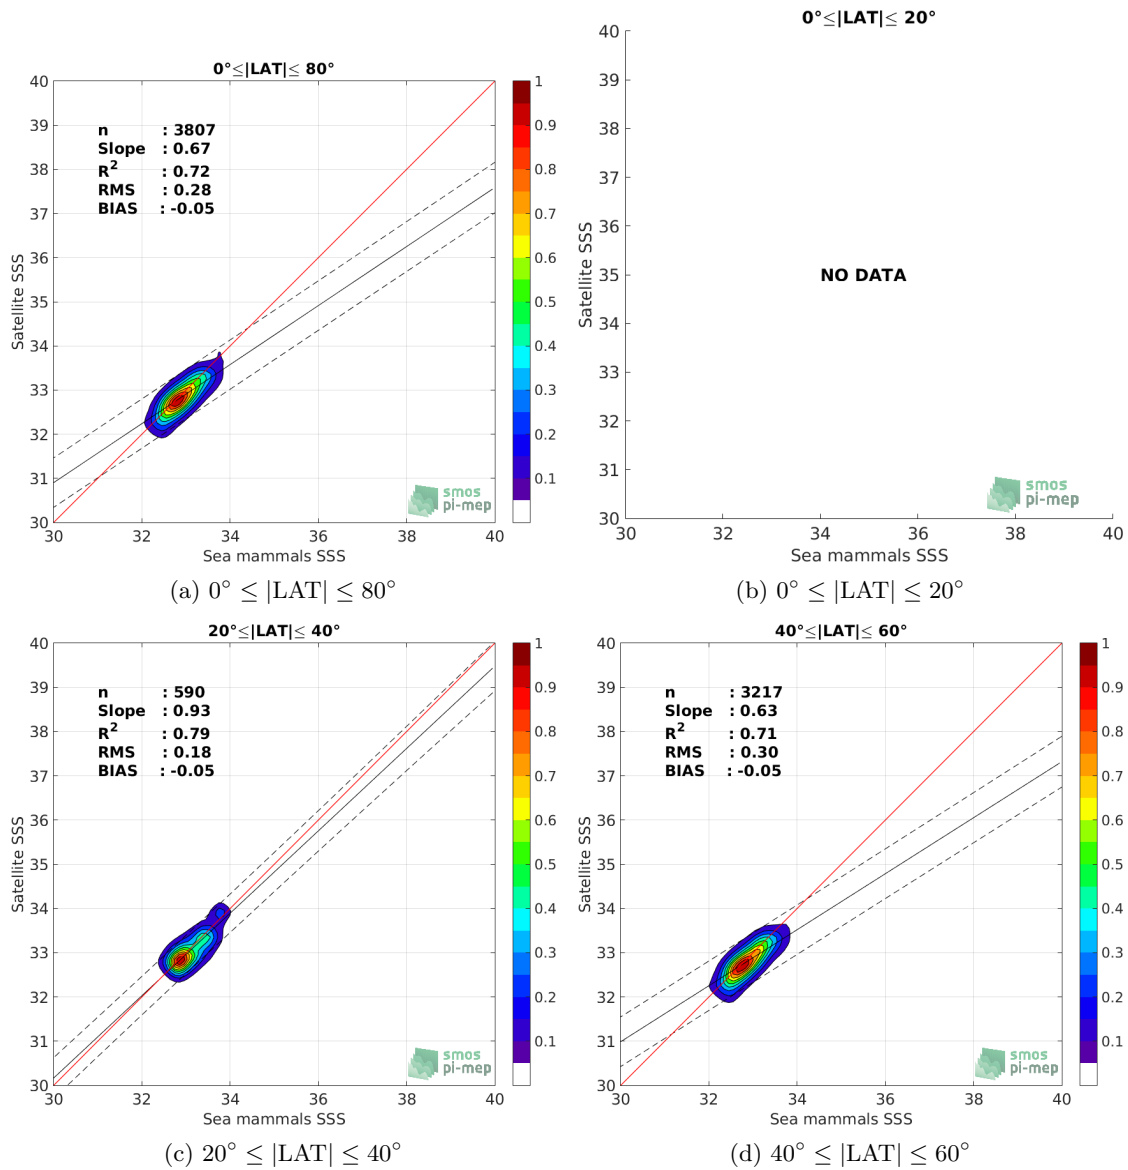 0°≤|LAT|≤ 80°
40
39
38
37
36
35
34
33
32
31
30
Satellite SSS
n : 3807
Slope : 0.67
R² : 0.72
RMS : 0.28
BIAS : -0.05
smos
pi-mep
30 32 34 36 38 40
Sea mammals SSS
1
0.9
0.8
0.7
0.6
0.5
0.4
0.3
0.2
0.1
(a) 0° ≤ |LAT| ≤ 80°
0°≤|LAT|≤ 20°
40
39
38
37
36
35
34
33
32
31
30
Satellite SSS
NO DATA
smos
pi-mep
30 32 34 36 38 40
Sea mammals SSS
(b) 0° ≤ |LAT| ≤ 20°
20°≤|LAT|≤ 40°
40
39
38
37
36
35
34
33
32
31
30
Satellite SSS
n : 590
Slope : 0.93
R² : 0.79
RMS : 0.18
BIAS : -0.05
smos
pi-mep
30 32 34 36 38 40
Sea mammals SSS
1
0.9
0.8
0.7
0.6
0.5
0.4
0.3
0.2
0.1
(c) 20° ≤ |LAT| ≤ 40°
40°≤|LAT|≤ 60°
40
39
38
37
36
35
34
33
32
31
30
Satellite SSS
n : 3217
Slope : 0.63
R² : 0.71
RMS : 0.30
BIAS : -0.05
smos
pi-mep
30 32 34 36 38 40
Sea mammals SSS
1
0.9
0.8
0.7
0.6
0.5
0.4
0.3
0.2
0.1
(d) 40° ≤ |LAT| ≤ 60°